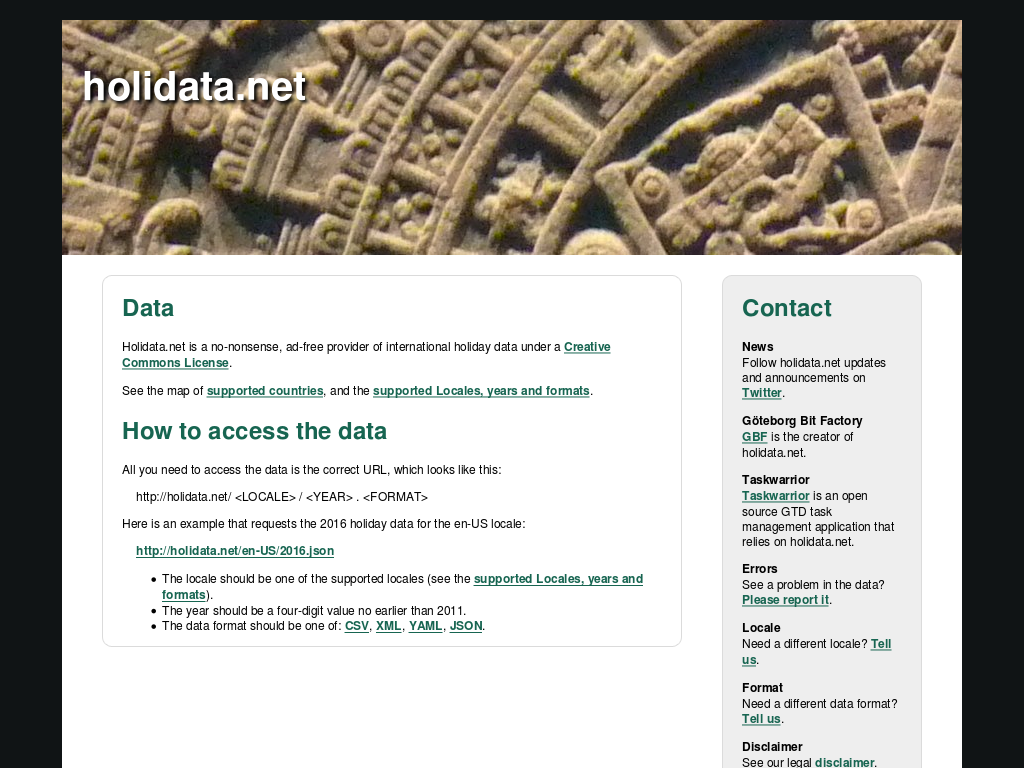 holidata.net
Data
Holidata.net is a no-nonsense, ad-free provider of international holiday data under a Creative
Commons License.
See the map of supported countries, and the supported Locales, years and formats.
How to access the data
All you need to access the data is the correct URL, which looks like this:
http://holidata.net/ <LOCALE> / <YEAR> . <FORMAT>
Here is an example that requests the 2016 holiday data for the en-US locale:
http://holidata.net/en-US/2016.json
• The locale should be one of the supported locales (see the supported Locales, years and
formats).
• The year should be a four-digit value no earlier than 2011.
• The data format should be one of: CSV, XML, YAML, JSON.
Contact
News
Follow holidata.net updates
and announcements on
Twitter.
Göteborg Bit Factory
GBF is the creator of
holidata.net.
Taskwarrior
Taskwarrior is an open
source GTD task
management application that
relies on holidata.net.
Errors
See a problem in the data?
Please report it.
Locale
Need a different locale? Tell
us.
Format
Need a different data format?
Tell us.
Disclaimer
See our legal disclaimer.